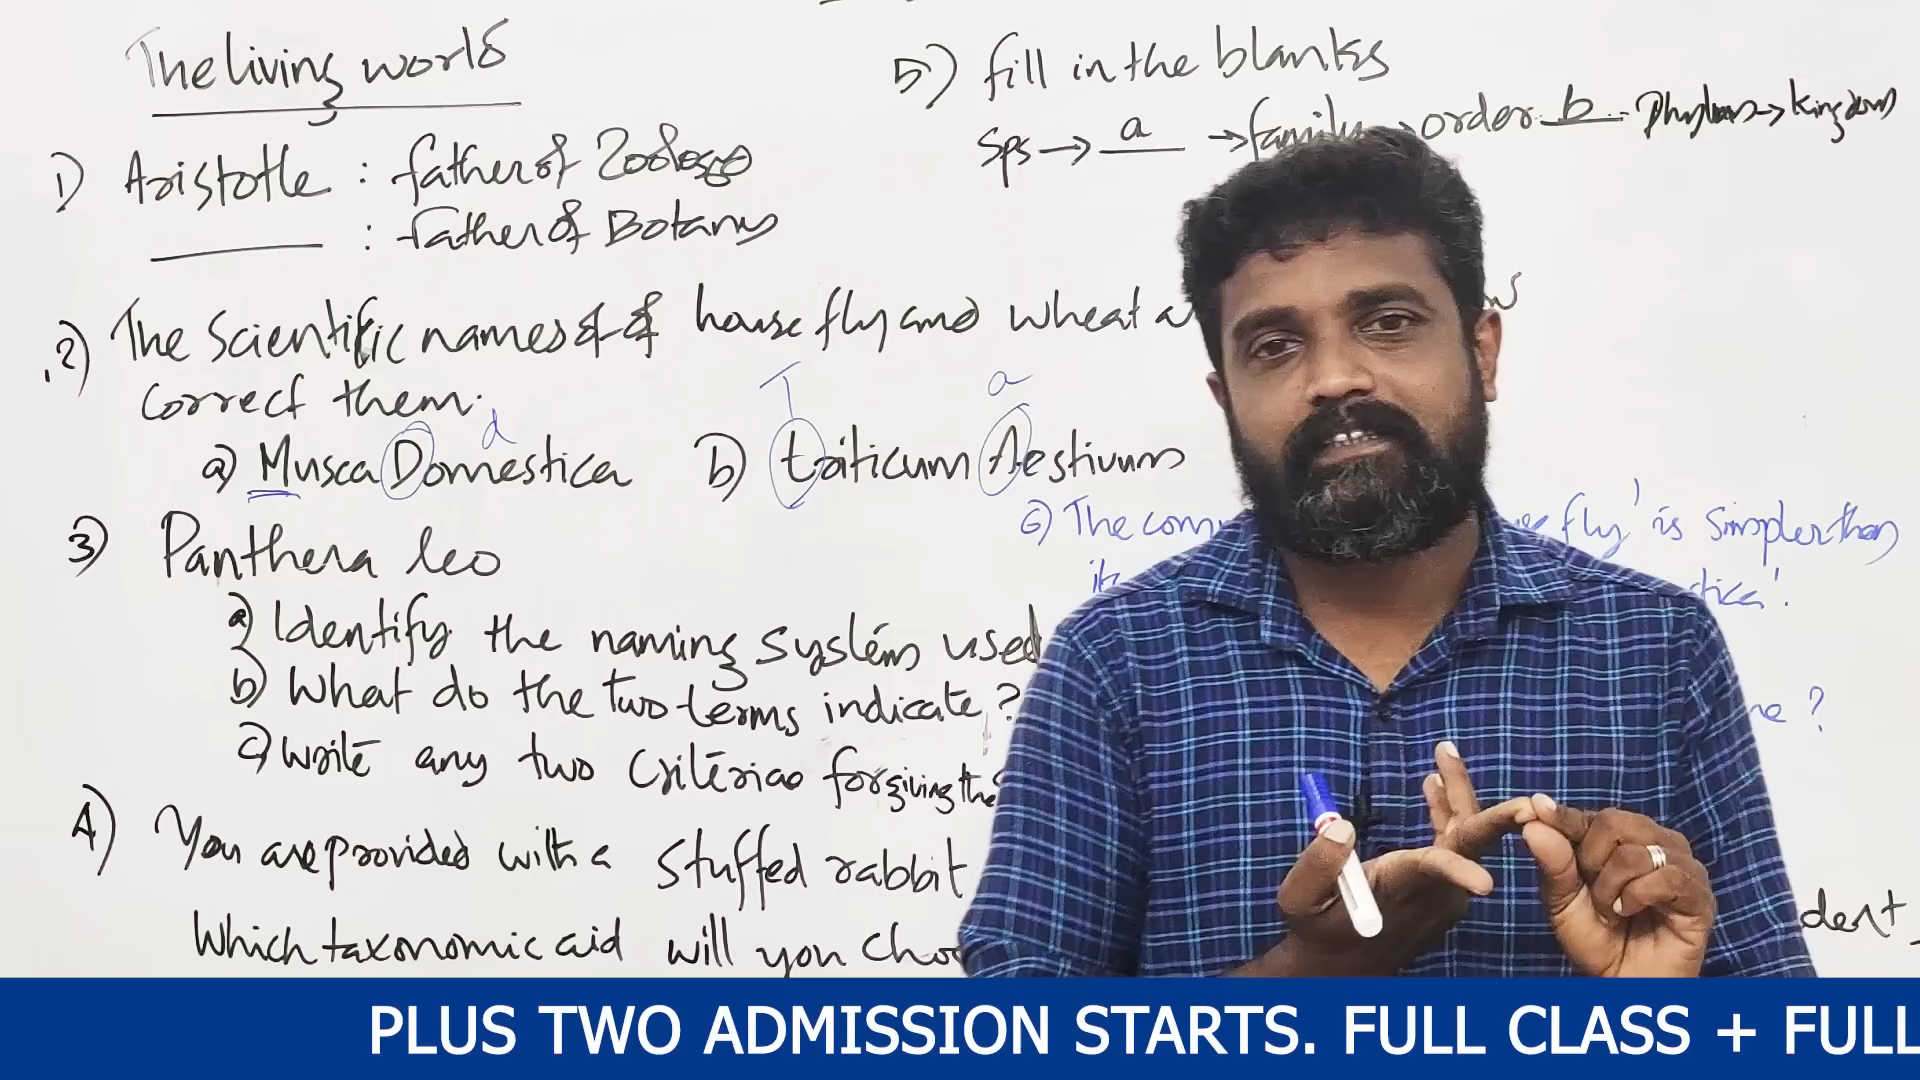 The living world
1) Aristotle : father of Zoology
: father of Botany
2) The scientific names of of housefly and wheat
correct them.
d T a
a) Musca Domestica b) triticum Aestivum
3) Panthera leo
a) Identify the naming system used
b) What do the two terms indicate?
c) write any two criteria for giving the
4) You are provided with a stuffed rabbit
Which taxonomic aid will you
dent
5) fill in the blanks
Sps → a → family → order b Phylum → kingdom
6) The fly' is simpler than
?
PLUS TWO ADMISSION STARTS. FULL CLASS + FULL